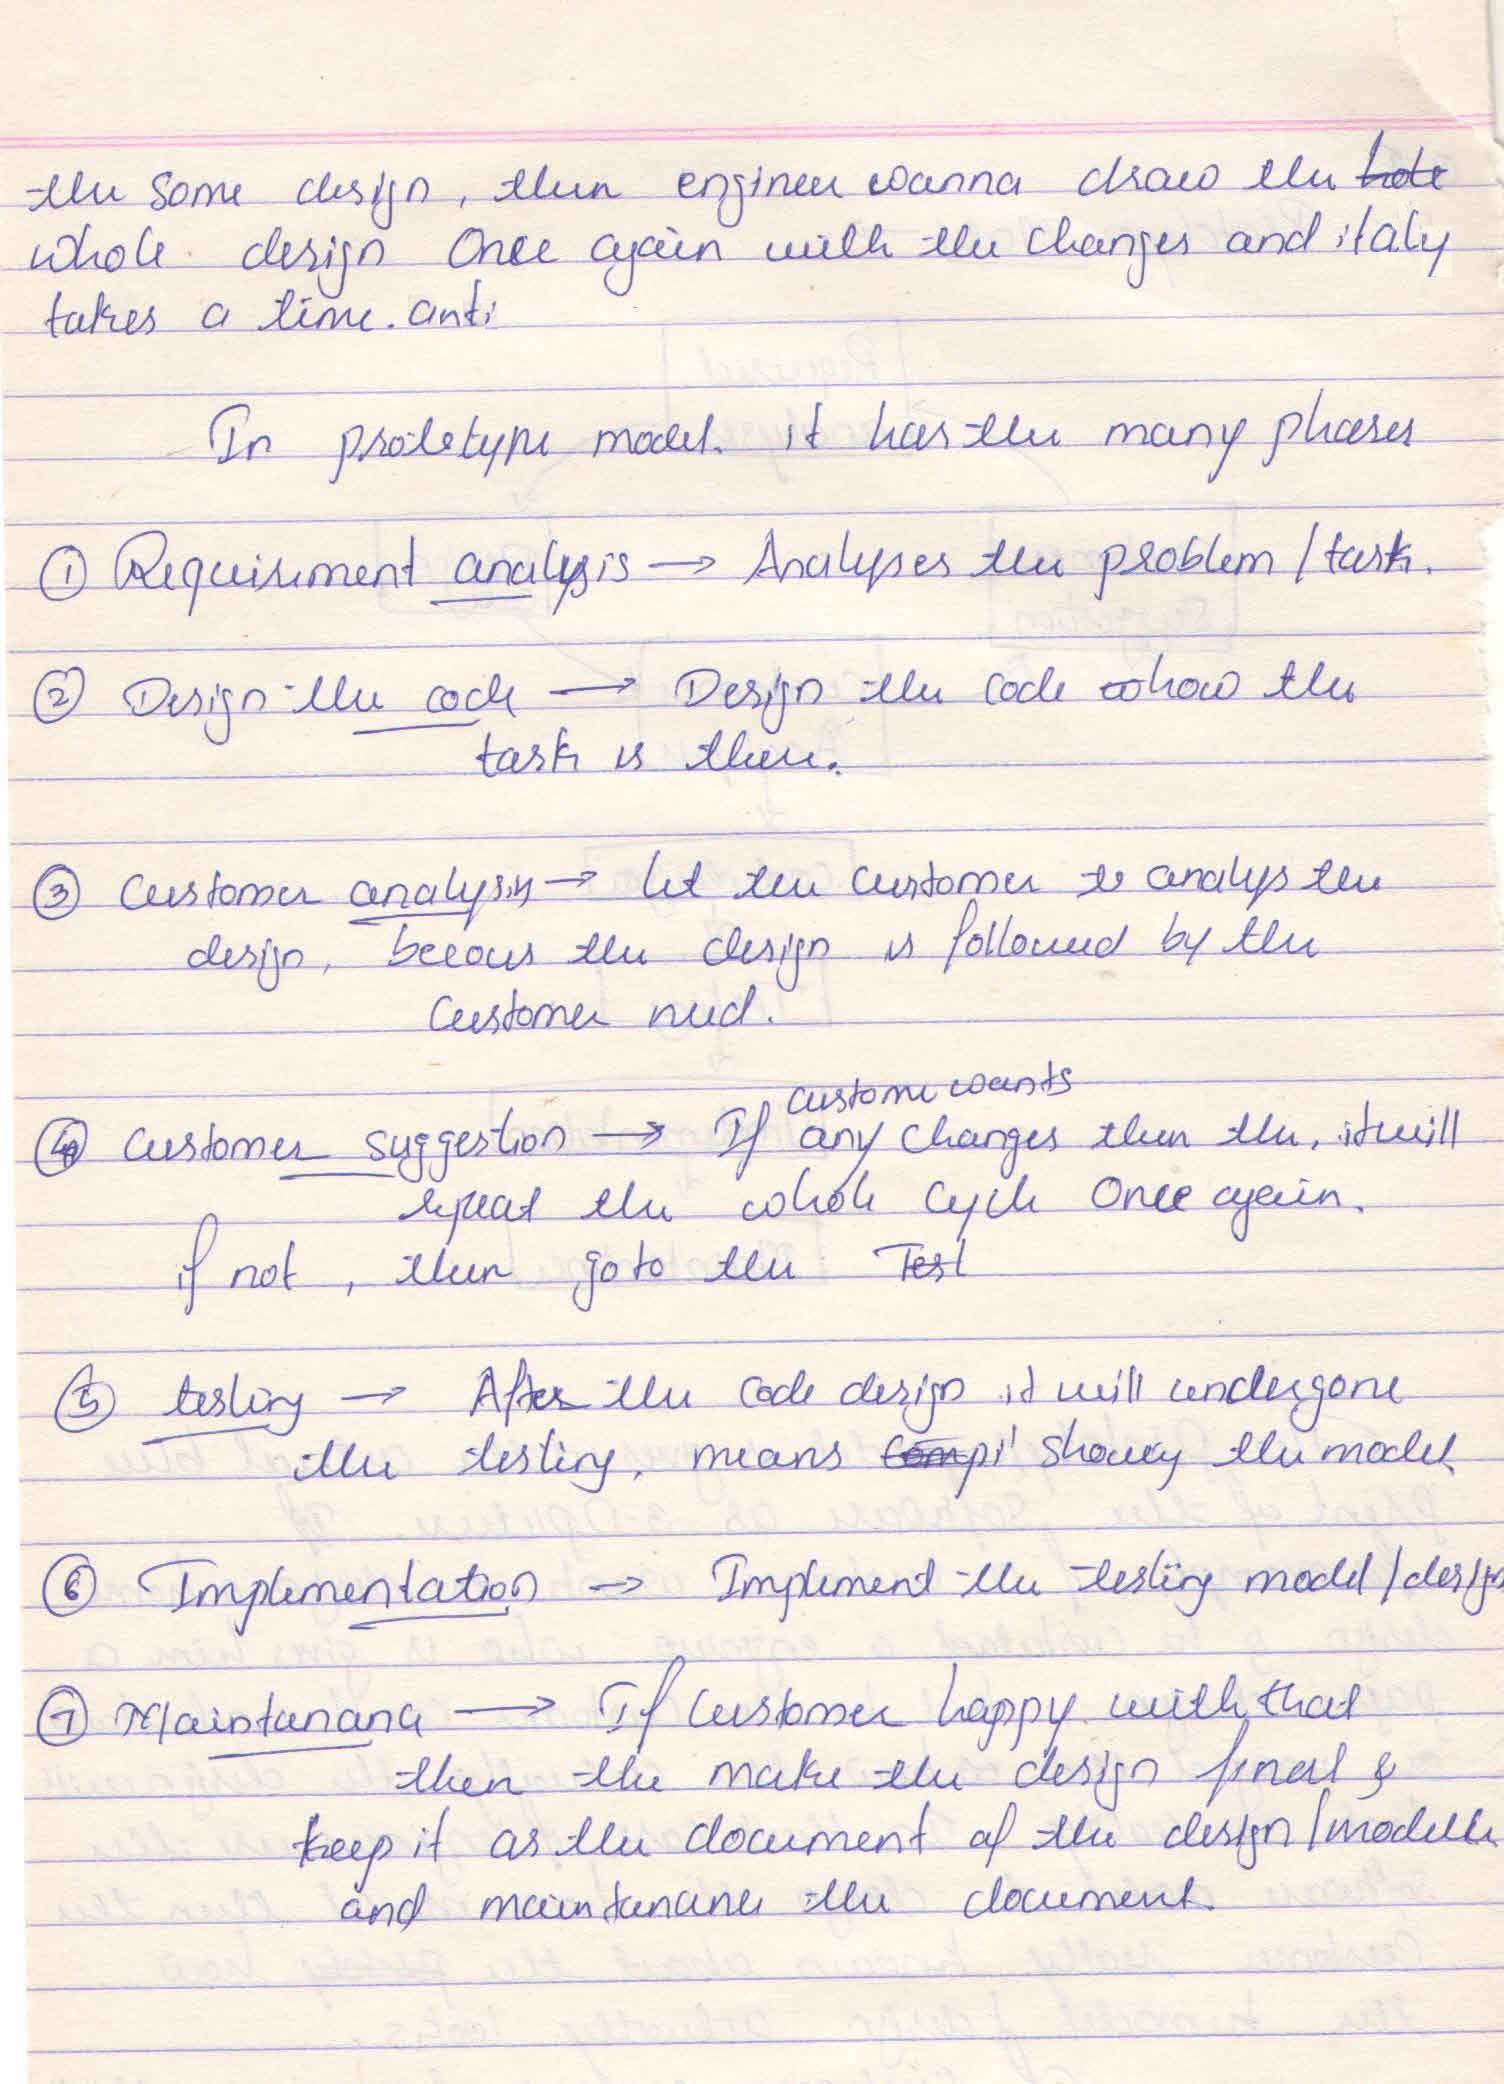 the some design, then engineer wanna draw the hole
whole design Once again with the changes and italy
takes a time. anti
In prototype model. it has the many phases
① Requirement analysis → Analyses the problem / task.
② Design the code → Design the code show the
task is there.
③ Customer analysis → let the customer to analys the
design, becous the design is followed by the
Customer need.
custome wants
④ Customer suggestion → If any changes then the, it will
repeat the whole cycle Once again.
if not, then go to the Test
⑤ testing → After the code design it will undergone
the testing, means compi showing the model
⑥ Implementation → Implement the testing model / design
⑦ Maintanance → If Customer happy with that
then the make the design final &
keep it as the document of the design /
and maintanance the document.